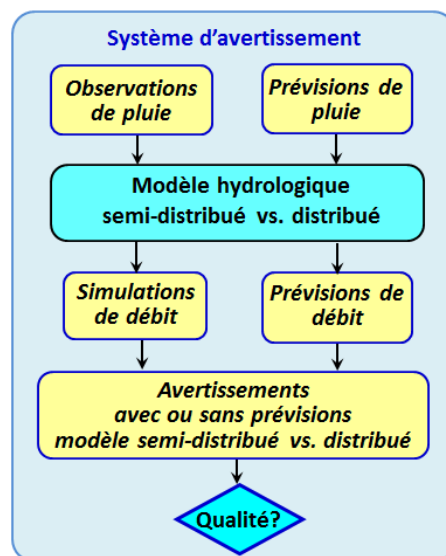 Système d'avertissement
Observations
de pluie
Prévisions de
pluie
Modèle hydrologique
semi-distribué vs. distribué
Simulations
de débit
Prévisions de
débit
Avertissements
avec ou sans prévisions
modèle semi-distribué vs. distribué
Qualité?